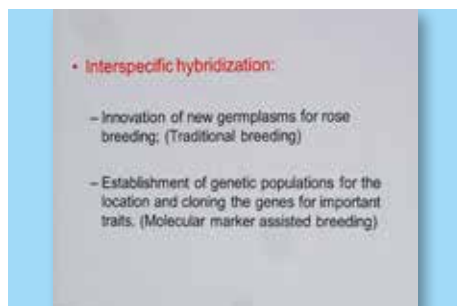 • Interspecific hybridization:
– Innovation of new germplasms for rose
breeding; (Traditional breeding)
– Establishment of genetic populations for the
location and cloning the genes for important
traits. (Molecular marker assisted breeding)